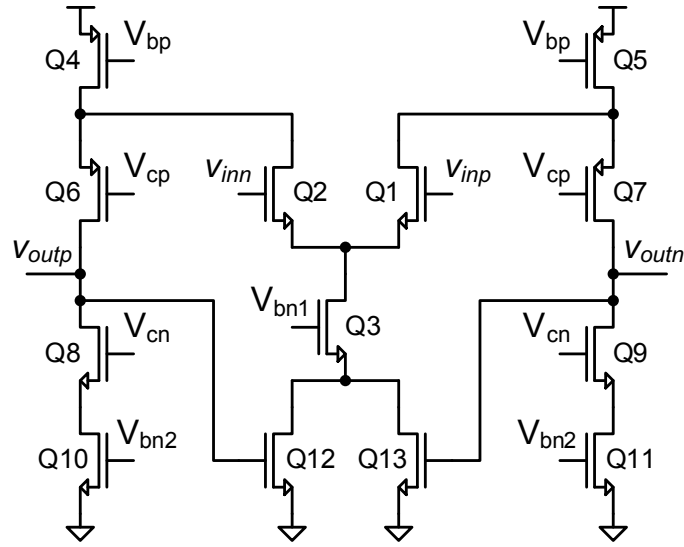 Q4 V_bp V_bp Q5
Q6 V_cp v_inn Q2 Q1 v_inp V_cp Q7
v_outp v_outn
V_bn1 Q3
Q8 V_cn V_cn Q9
Q10 V_bn2 Q12 Q13 V_bn2 Q11